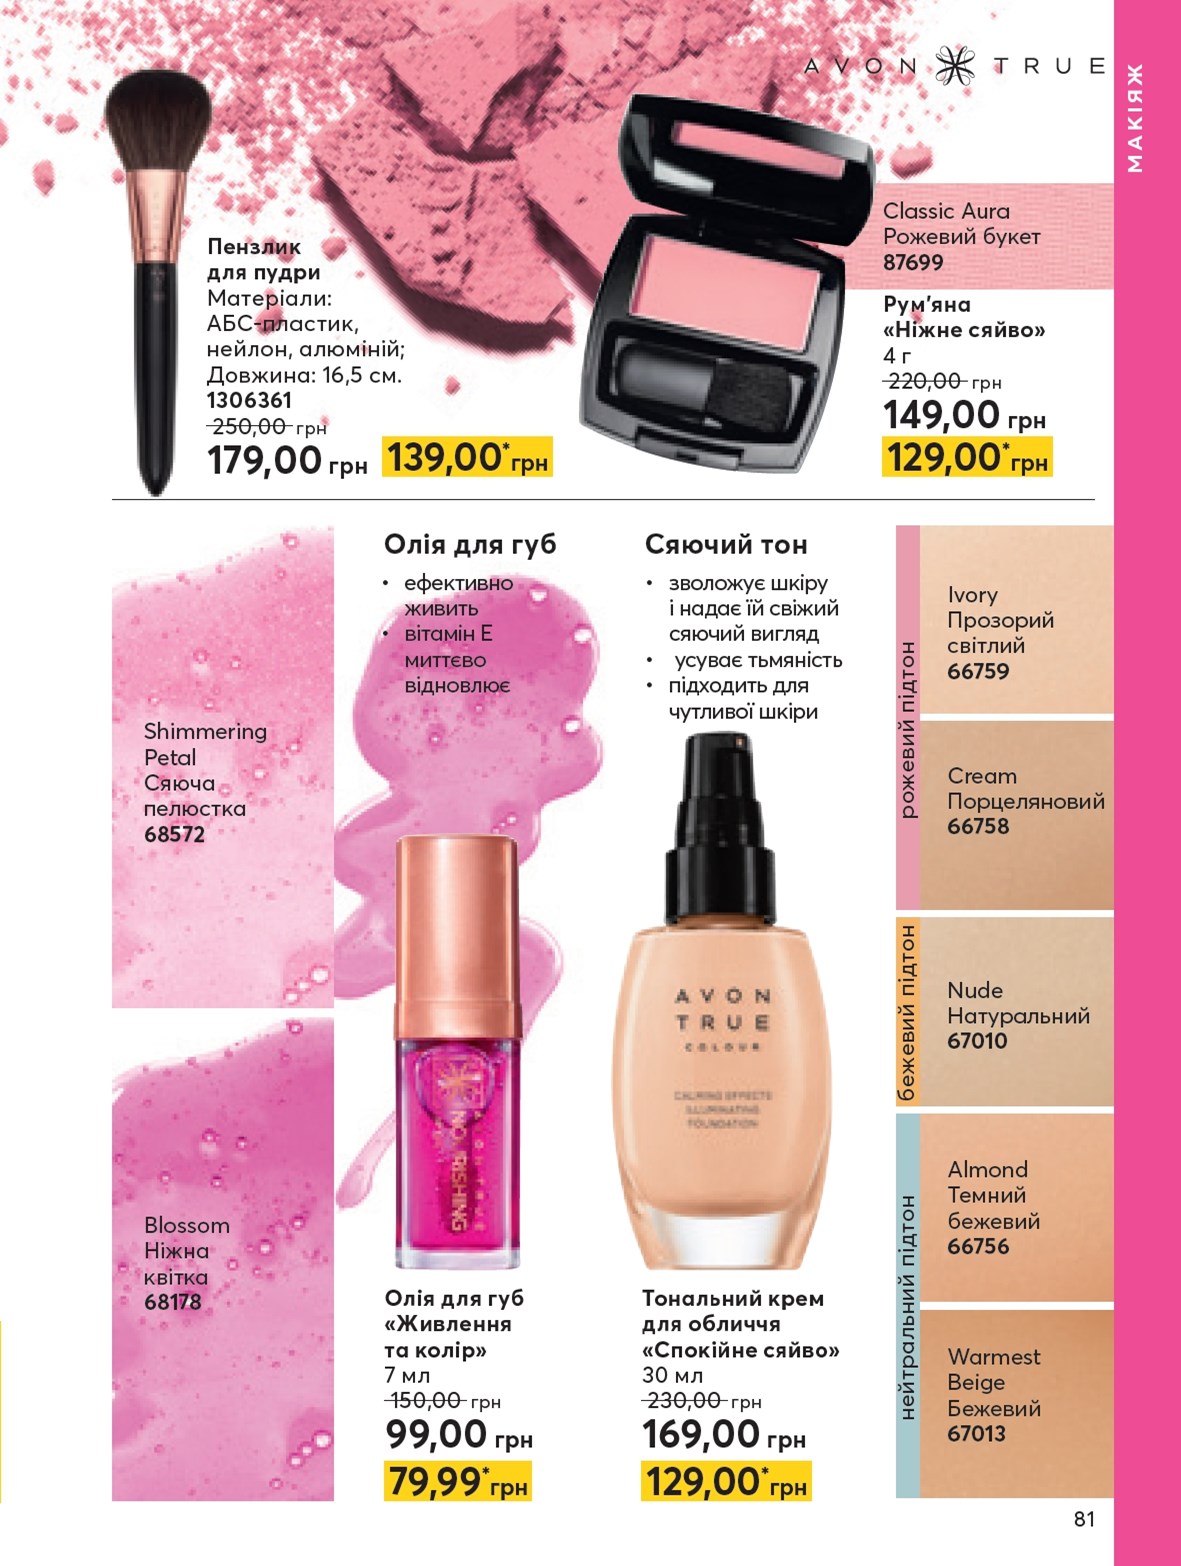 AVON TRUE
МАКІЯЖ
Пензлик
для пудри
Матеріали:
АБС-пластик,
нейлон, алюміній;
Довжина: 16,5 см.
1306361
250,00 грн
179,00 грн
139,00*грн
Classic Aura
Рожевий букет
87699
Рум'яна
«Ніжне сяйво»
4 г
220,00 грн
149,00 грн
129,00*грн
Shimmering
Petal
Сяюча
пелюстка
68572
Blossom
Ніжна
квітка
68178
Олія для губ
• ефективно
живить
• вітамін Е
миттєво
відновлює
Олія для губ
«Живлення
та колір»
7 мл
150,00 грн
99,00 грн
79,99*грн
Сяючий тон
• зволожує шкіру
і надає їй свіжий
сяючий вигляд
• усуває тьмяність
• підходить для
чутливої шкіри
AVON
TRUE
COLOUR
CALMING EFFECTS
ILLUMINATING
FOUNDATION
Тональний крем
для обличчя
«Спокійне сяйво»
30 мл
230,00 грн
169,00 грн
129,00*грн
рожевий підтон
Ivory
Прозорий
світлий
66759
Cream
Порцеляновий
66758
бежевий підтон
Nude
Натуральний
67010
нейтральний підтон
Almond
Темний
бежевий
66756
Warmest
Beige
Бежевий
67013
81